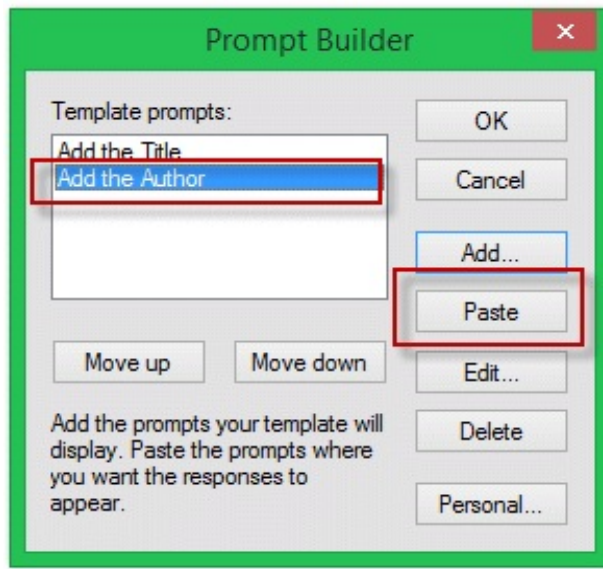 Prompt Builder
Template prompts:
Add the Title
Add the Author
OK
Cancel
Add...
Paste
Edit...
Delete
Personal...
Move up
Move down
Add the prompts your template will
display. Paste the prompts where
you want the responses to
appear.